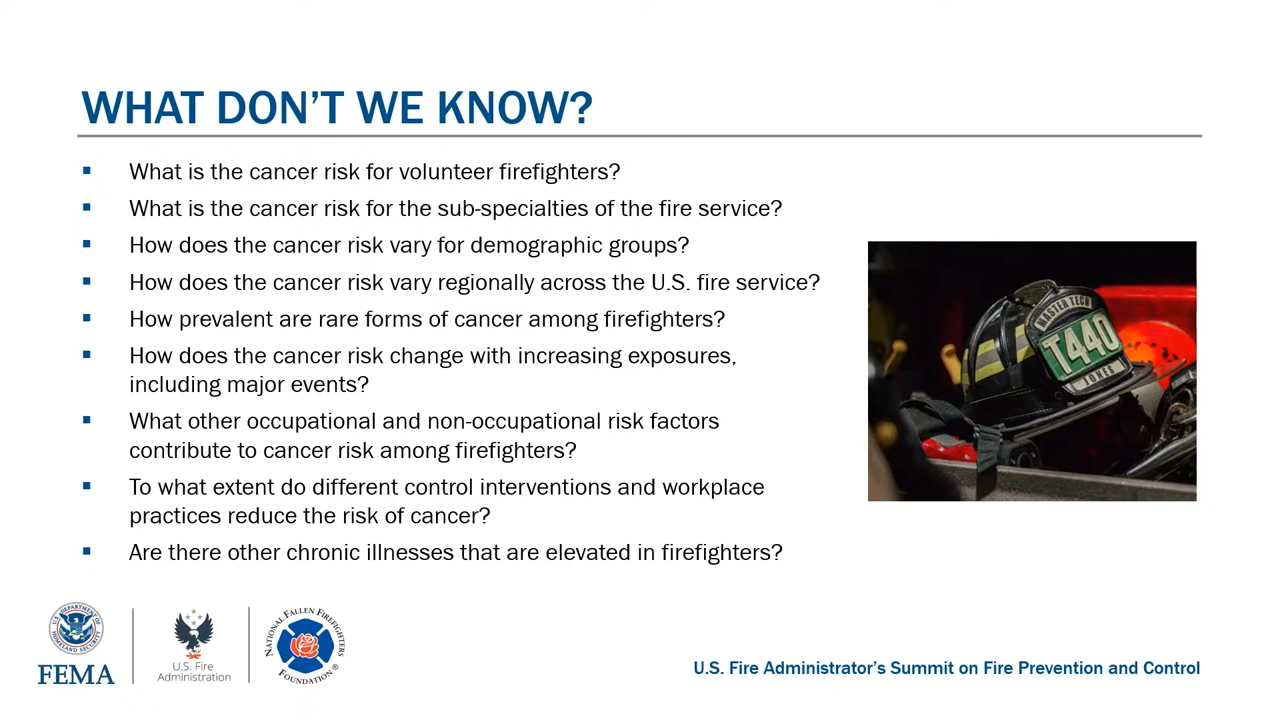 WHAT DON'T WE KNOW?
▪ What is the cancer risk for volunteer firefighters?
▪ What is the cancer risk for the sub-specialties of the fire service?
▪ How does the cancer risk vary for demographic groups?
▪ How does the cancer risk vary regionally across the U.S. fire service?
▪ How prevalent are rare forms of cancer among firefighters?
▪ How does the cancer risk change with increasing exposures,
including major events?
▪ What other occupational and non-occupational risk factors
contribute to cancer risk among firefighters?
▪ To what extent do different control interventions and workplace
practices reduce the risk of cancer?
▪ Are there other chronic illnesses that are elevated in firefighters?
MASTER TECH
T440
JONES
U.S. DEPARTMENT OF
HOMELAND SECURITY
FEMA
U.S. Fire
Administration
NATIONAL FALLEN FIREFIGHTERS
FOUNDATION®
U.S. Fire Administrator's Summit on Fire Prevention and Control